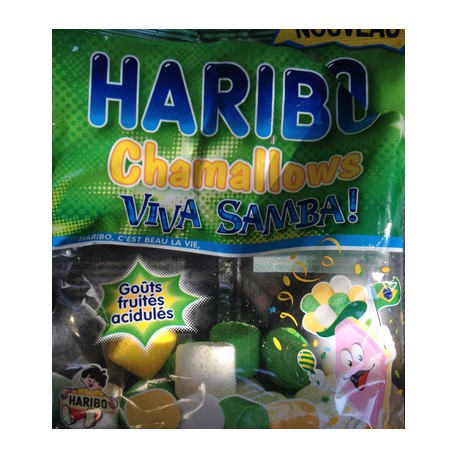 NOUVEAU
HARIBO
Chamallows
VIVA SAMBA!
HARIBO, C'EST BEAU LA VIE,
Goûts
fruités
acidulés
HARIBO